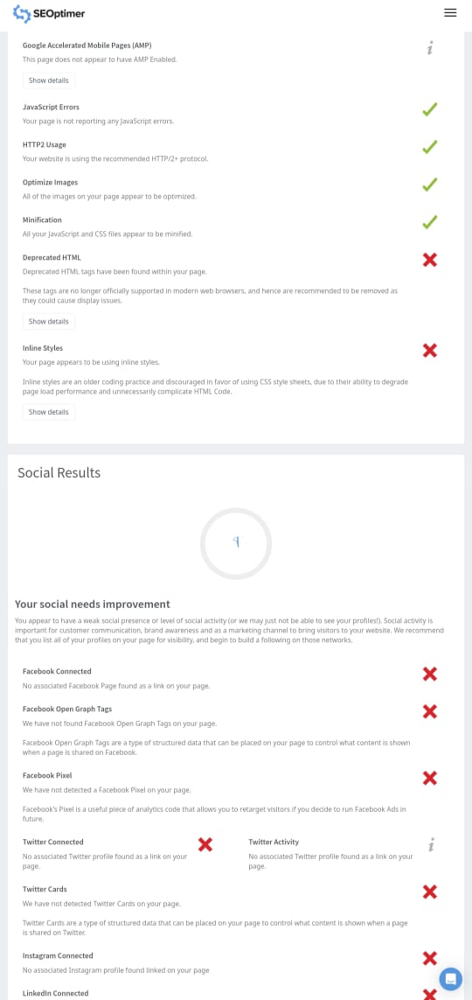 SEOptimer
Google Accelerated Mobile Pages (AMP)
This page does not appear to have AMP Enabled.
Show details
JavaScript Errors
Your page is not reporting any JavaScript errors.
HTTP2 Usage
Your website is using the recommended HTTP/2+ protocol.
Optimize Images
All of the images on your page appear to be optimized.
Minification
All your JavaScript and CSS files appear to be minified.
Deprecated HTML
Deprecated HTML tags have been found within your page.
These tags are no longer officially supported in modern web browsers, and hence are recommended to be removed as
they could cause display issues.
Show details
Inline Styles
Your page appears to be using inline styles.
Inline styles are an older coding practice and discouraged in favor of using CSS style sheets, due to their ability to degrade
page load performance and unnecessarily complicate HTML Code.
Show details
Social Results
Your social needs improvement
You appear to have a weak social presence or level of social activity (or we may just not be able to see your profiles!). Social activity is
important for customer communication, brand awareness and as a marketing channel to bring visitors to your website. We recommend
that you list all of your profiles on your page for visibility, and begin to build a following on those networks.
Facebook Connected
No associated Facebook Page found as a link on your page.
Facebook Open Graph Tags
We have not found Facebook Open Graph Tags on your page.
Facebook Open Graph Tags are a type of structured data that can be placed on your page to control what content is shown
when a page is shared on Facebook.
Facebook Pixel
We have not detected a Facebook Pixel on your page.
Facebook's Pixel is a useful piece of analytics code that allows you to retarget visitors if you decide to run Facebook Ads in
future.
Twitter Connected
No associated Twitter profile found as a link on your
page.
Twitter Activity
No associated Twitter profile found as a link on your
page.
Twitter Cards
We have not detected Twitter Cards on your page.
Twitter Cards are a type of structured data that can be placed on your page to control what content is shown when a page
is shared on Twitter.
Instagram Connected
No associated Instagram profile found linked on your page
LinkedIn Connected